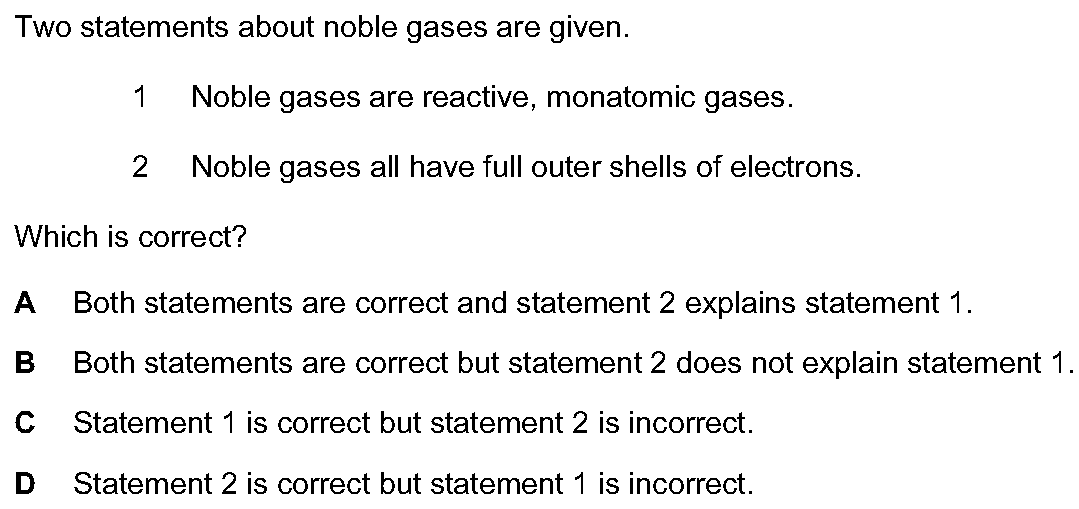 Two statements about noble gases are given.
1 Noble gases are reactive, monatomic gases.
2 Noble gases all have full outer shells of electrons.
Which is correct?
A Both statements are correct and statement 2 explains statement 1.
B Both statements are correct but statement 2 does not explain statement 1.
C Statement 1 is correct but statement 2 is incorrect.
D Statement 2 is correct but statement 1 is incorrect.